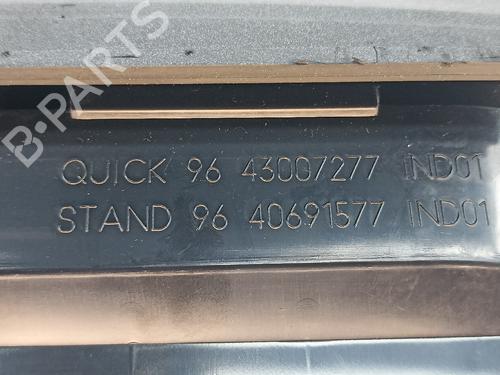 B-PARTS
QUICK 96 43007277 IND01
STAND 96 40691577 IND01